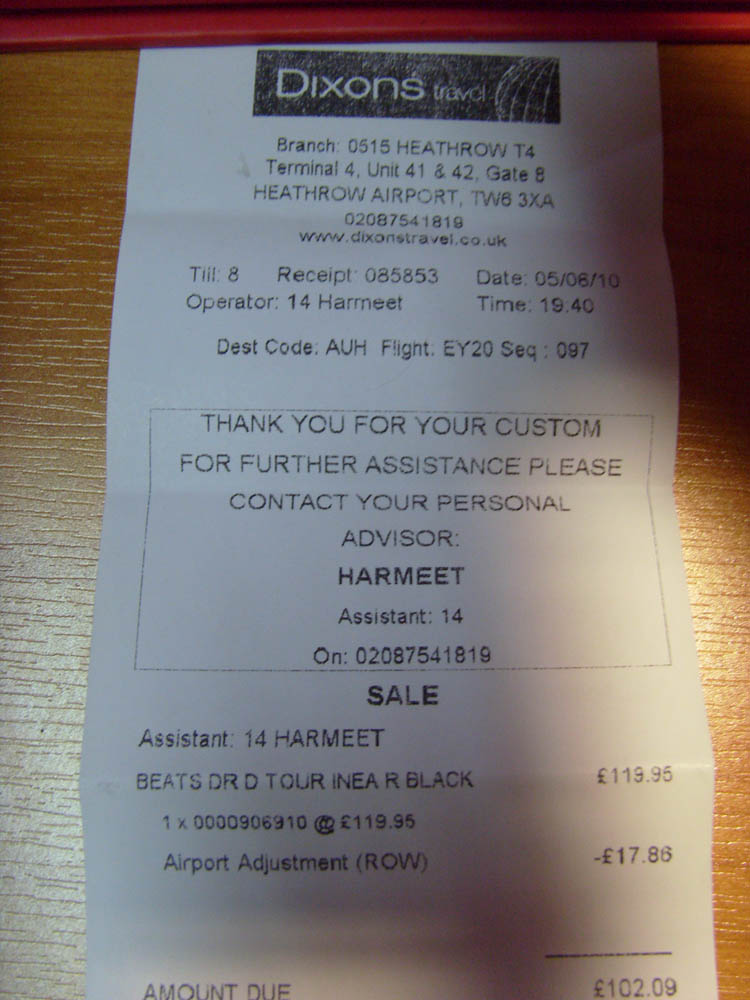 Dixons travel
Branch: 0515 HEATHROW T4
Terminal 4, Unit 41 & 42, Gate 8
HEATHROW AIRPORT, TW6 3XA
02087541819
www.dixonstravel.co.uk
Till: 8 Receipt: 085853 Date: 05/06/10
Operator: 14 Harmeet Time: 19:40
Dest Code: AUH Flight: EY20 Seq : 097
THANK YOU FOR YOUR CUSTOM
FOR FURTHER ASSISTANCE PLEASE
CONTACT YOUR PERSONAL
ADVISOR:
HARMEET
Assistant: 14
On: 02087541819
SALE
Assistant: 14 HARMEET
BEATS DR D TOUR INEA R BLACK £119.95
1 x 0000906910 @ £119.95
Airport Adjustment (ROW) -£17.86
AMOUNT DUE £102.09